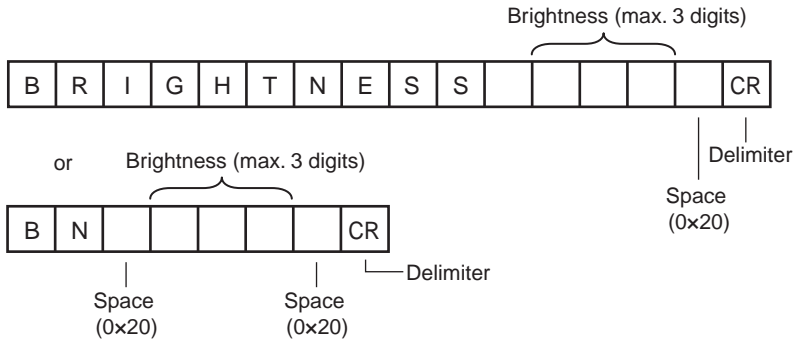 Brightness (max. 3 digits)
B R I G H T N E S S CR
Delimiter
Space
(0×20)
or
Brightness (max. 3 digits)
B N CR
Delimiter
Space
(0×20)
Space
(0×20)